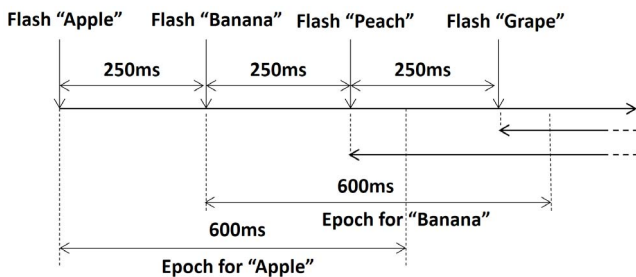 Flash “Apple” Flash “Banana” Flash “Peach” Flash “Grape”
250ms 250ms 250ms
600ms
Epoch for “Banana”
600ms
Epoch for “Apple”